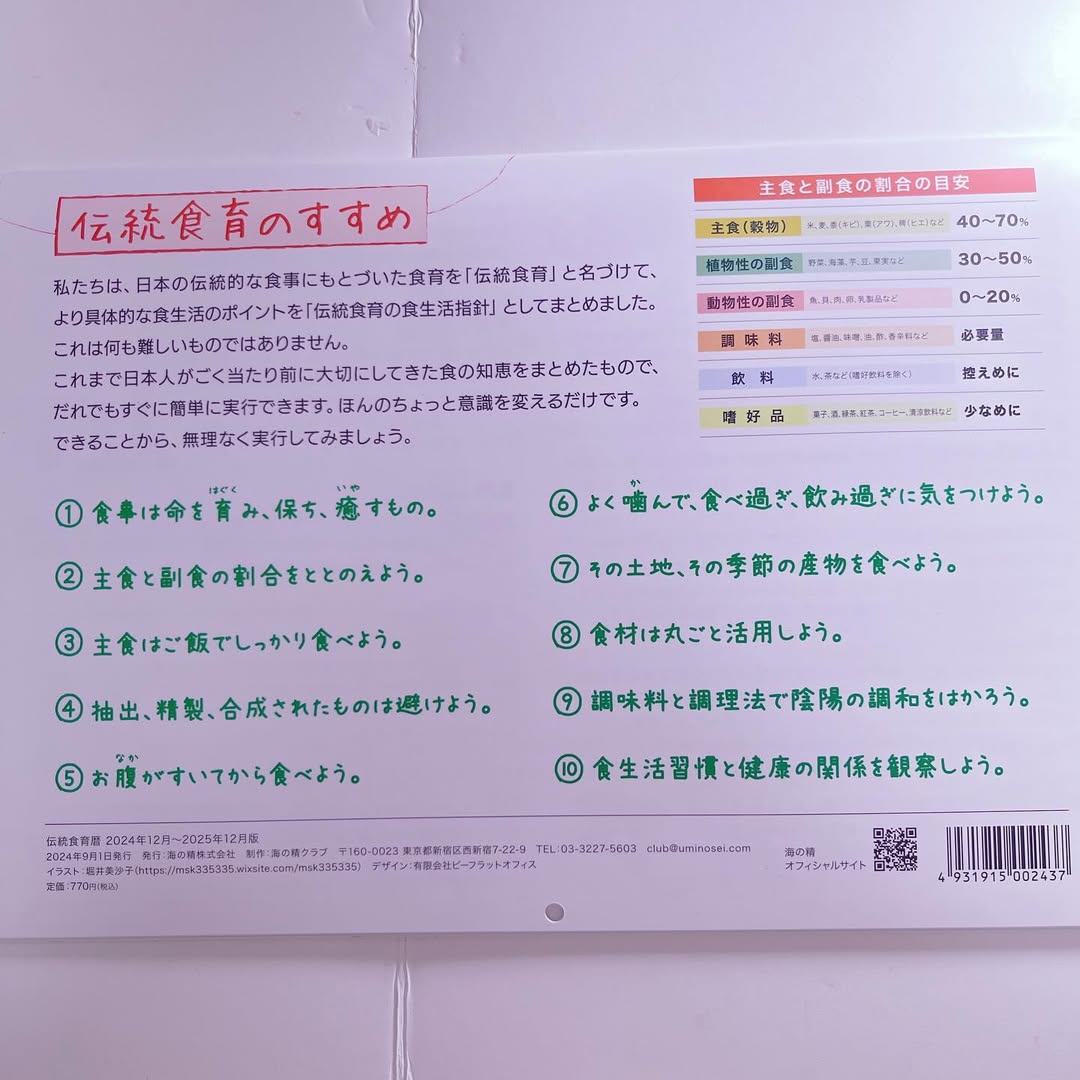 伝統食育のすすめ
私たちは、日本の伝統的な食事にもとづいた食育を「伝統食育」と名づけて、
より具体的な食生活のポイントを「伝統食育の食生活指針」としてまとめました。
これは何も難しいものではありません。
これまで日本人がごく当たり前に大切にしてきた食の知恵をまとめたもので、
だれでもすぐに簡単に実行できます。ほんのちょっと意識を変えるだけです。
できることから、無理なく実行してみましょう。
主食と副食の割合の目安
主食(穀物) 米、麦、黍(キビ)、粟(アワ)、稗(ヒエ)など 40〜70%
植物性の副食 野菜、海藻、芋、豆、果実など 30〜50%
動物性の副食 魚、貝、肉、卵、乳製品など 0〜20%
調味料 塩、醤油、味噌、油、酢、香辛料など 必要量
飲料 水、茶など(嗜好飲料を除く) 控えめに
嗜好品 菓子、酒、緑茶、紅茶、コーヒー、清涼飲料など 少なめに
はぐく いや
①食事は命を育み、保ち、癒すもの。
②主食と副食の割合をととのえよう。
③主食はご飯でしっかり食べよう。
④抽出、精製、合成されたものは避けよう。
なか
⑤お腹がすいてから食べよう。
か
⑥よく噛んで、食べ過ぎ、飲み過ぎに気をつけよう。
⑦その土地、その季節の産物を食べよう。
⑧食材は丸ごと活用しよう。
⑨調味料と調理法で陰陽の調和をはかろう。
⑩食生活習慣と健康の関係を観察しよう。
伝統食育暦 2024年12月〜2025年12月版
2024年9月1日発行 発行:海の精株式会社 制作:海の精クラブ 〒160-0023 東京都新宿区西新宿7-22-9 TEL:03-3227-5603 club@uminosei.com
イラスト:堀井美沙子(https://msk335335.wixsite.com/msk335335) デザイン:有限会社ビーフラットオフィス
定価:770円(税込)
海の精
オフィシャルサイト
4 931915 002437